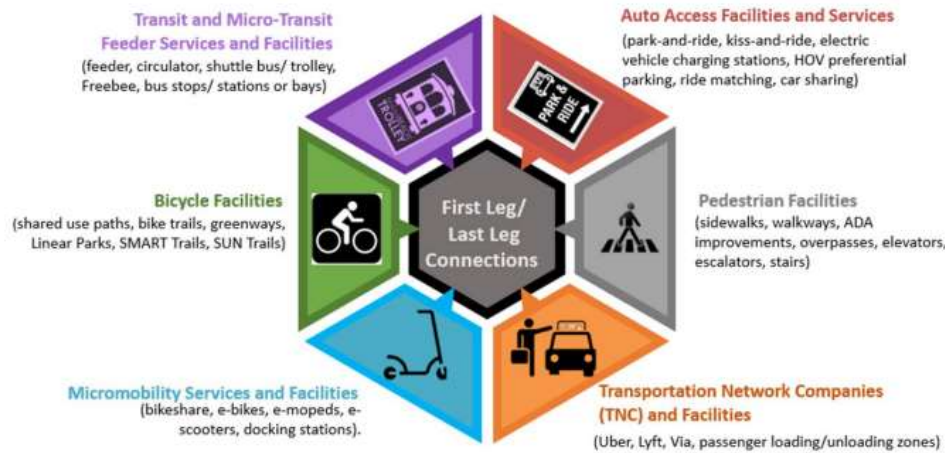 Transit and Micro-Transit
Feeder Services and Facilities
(feeder, circulator, shuttle bus/ trolley,
Freebee, bus stops/ stations or bays)
TROLLEY
Auto Access Facilities and Services
(park-and-ride, kiss-and-ride, electric
vehicle charging stations, HOV preferential
parking, ride matching, car sharing)
PARK &
RIDE
Bicycle Facilities
(shared use paths, bike trails, greenways,
Linear Parks, SMART Trails, SUN Trails)
First Leg/
Last Leg
Connections
Pedestrian Facilities
(sidewalks, walkways, ADA
improvements, overpasses, elevators,
escalators, stairs)
Micromobility Services and Facilities
(bikeshare, e-bikes, e-mopeds, e-
scooters, docking stations).
Transportation Network Companies
(TNC) and Facilities
(Uber, Lyft, Via, passenger loading/unloading zones)